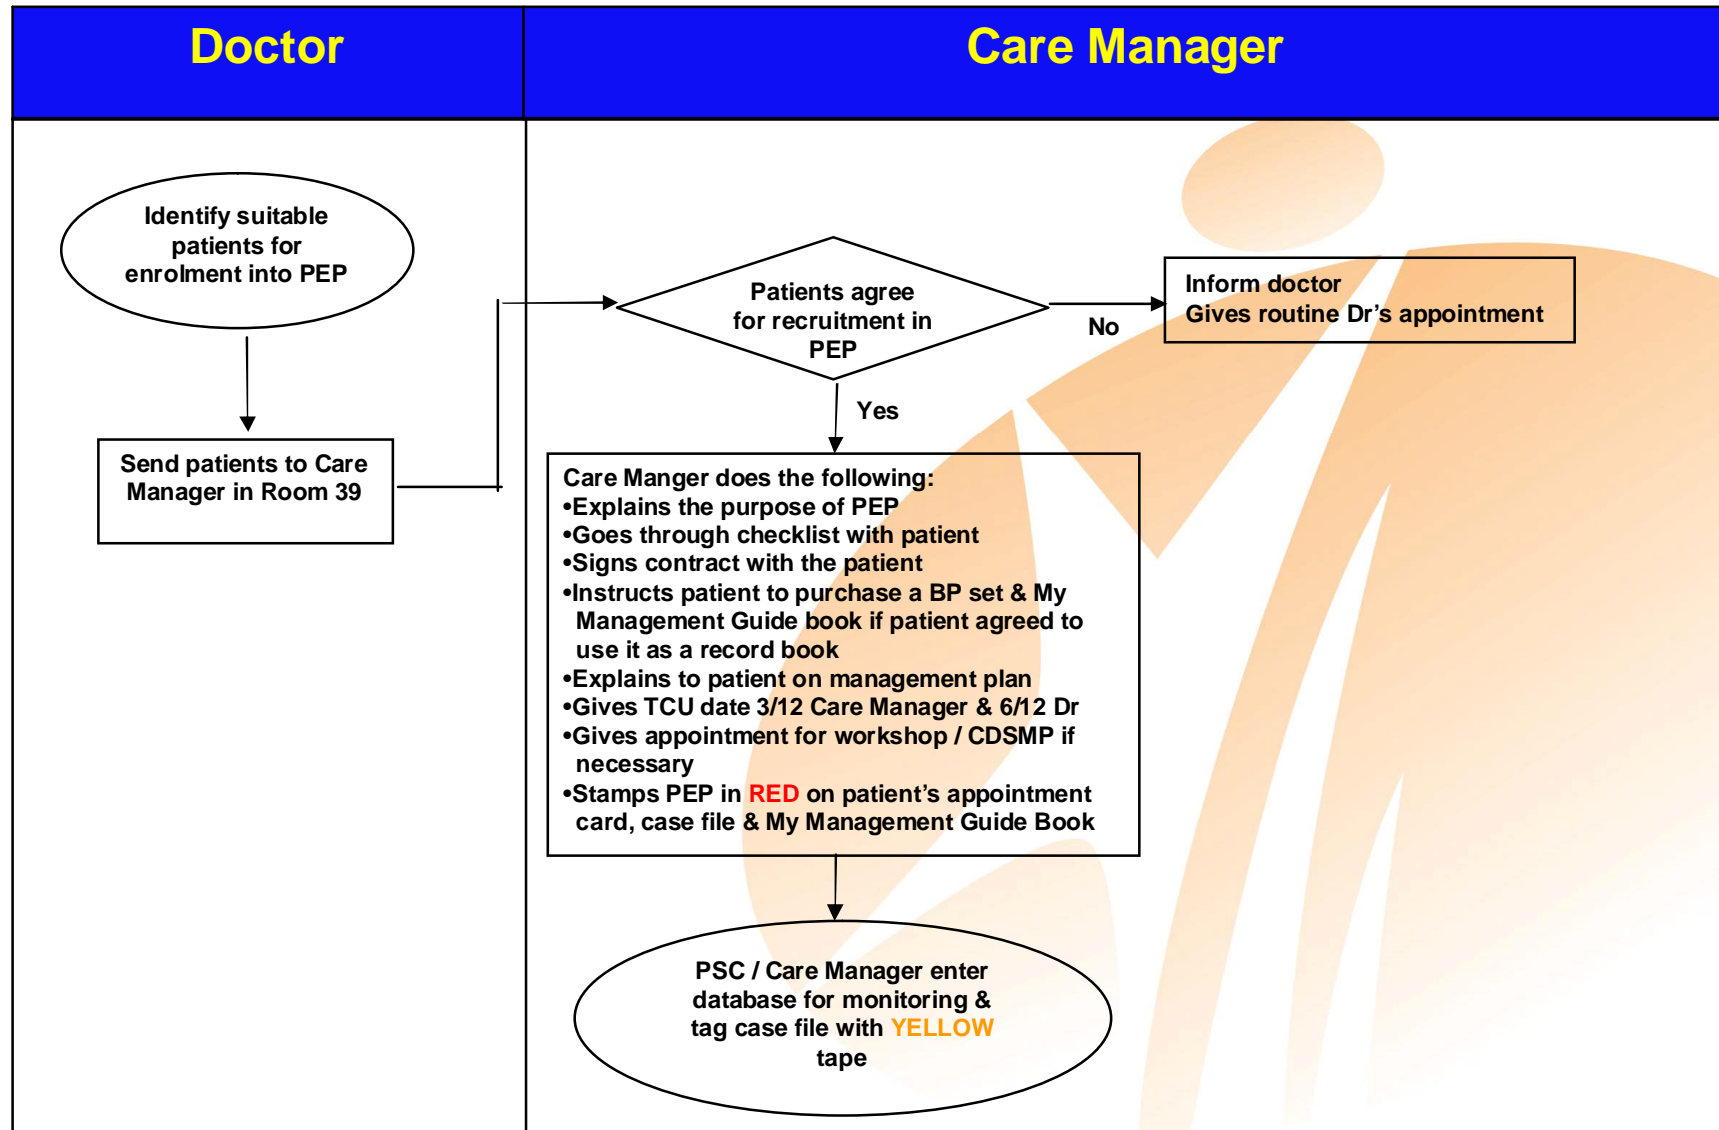 Doctor
Care Manager
Identify suitable
patients for
enrolment into PEP
Send patients to Care
Manager in Room 39
Patients agree
for recruitment in
PEP
No
Inform doctor
Gives routine Dr’s appointment
Yes
Care Manger does the following:
•Explains the purpose of PEP
•Goes through checklist with patient
•Signs contract with the patient
•Instructs patient to purchase a BP set & My
Management Guide book if patient agreed to
use it as a record book
•Explains to patient on management plan
•Gives TCU date 3/12 Care Manager & 6/12 Dr
•Gives appointment for workshop / CDSMP if
necessary
•Stamps PEP in RED on patient’s appointment
card, case file & My Management Guide Book
PSC / Care Manager enter
database for monitoring &
tag case file with YELLOW
tape